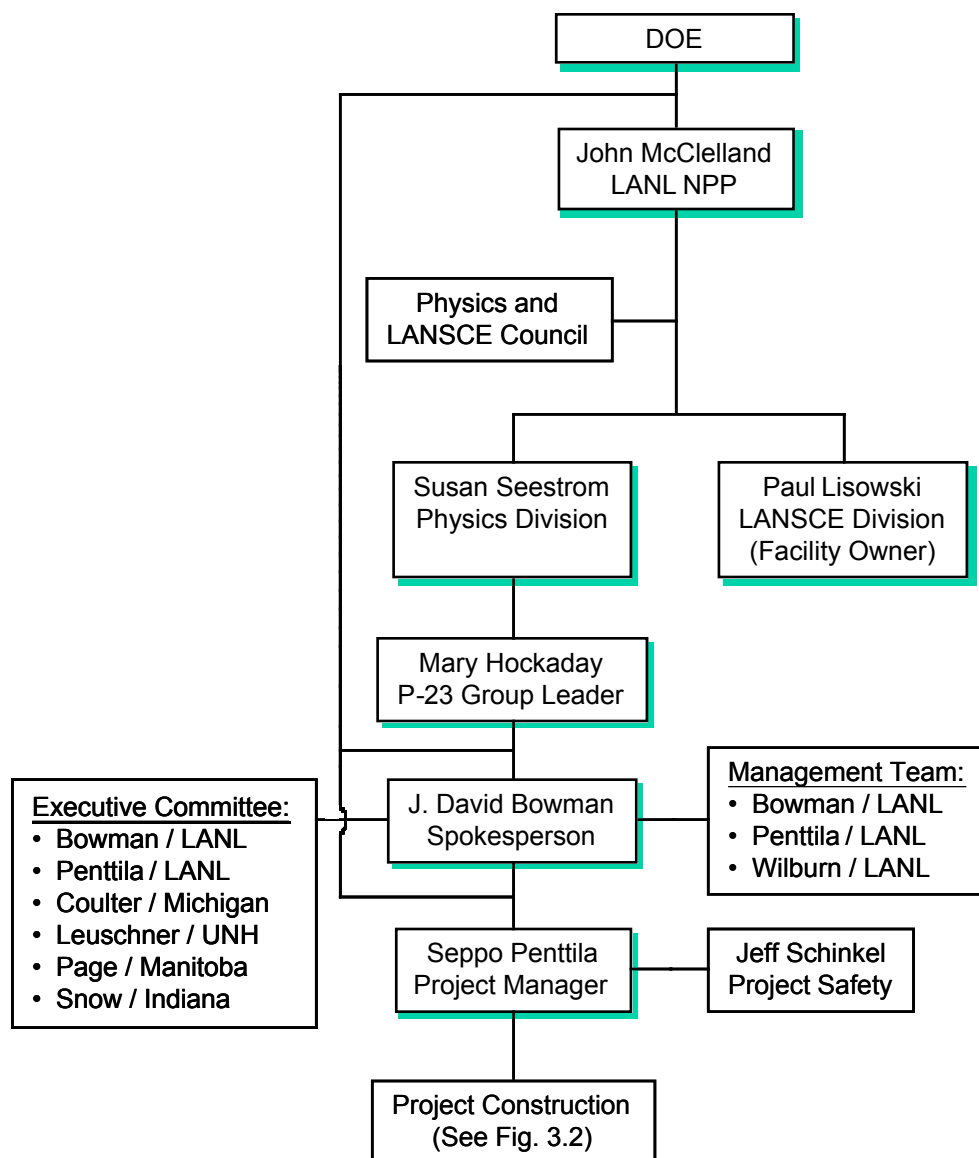 DOE
John McClelland
LANL NPP
Physics and
LANSCE Council
Susan Seestrom
Physics Division
Paul Lisowski
LANSCE Division
(Facility Owner)
Mary Hockaday
P-23 Group Leader
Executive Committee:
• Bowman / LANL
• Penttila / LANL
• Coulter / Michigan
• Leuschner / UNH
• Page / Manitoba
• Snow / Indiana
J. David Bowman
Spokesperson
Management Team:
• Bowman / LANL
• Penttila / LANL
• Wilburn / LANL
Seppo Penttila
Project Manager
Jeff Schinkel
Project Safety
Project Construction
(See Fig. 3.2)